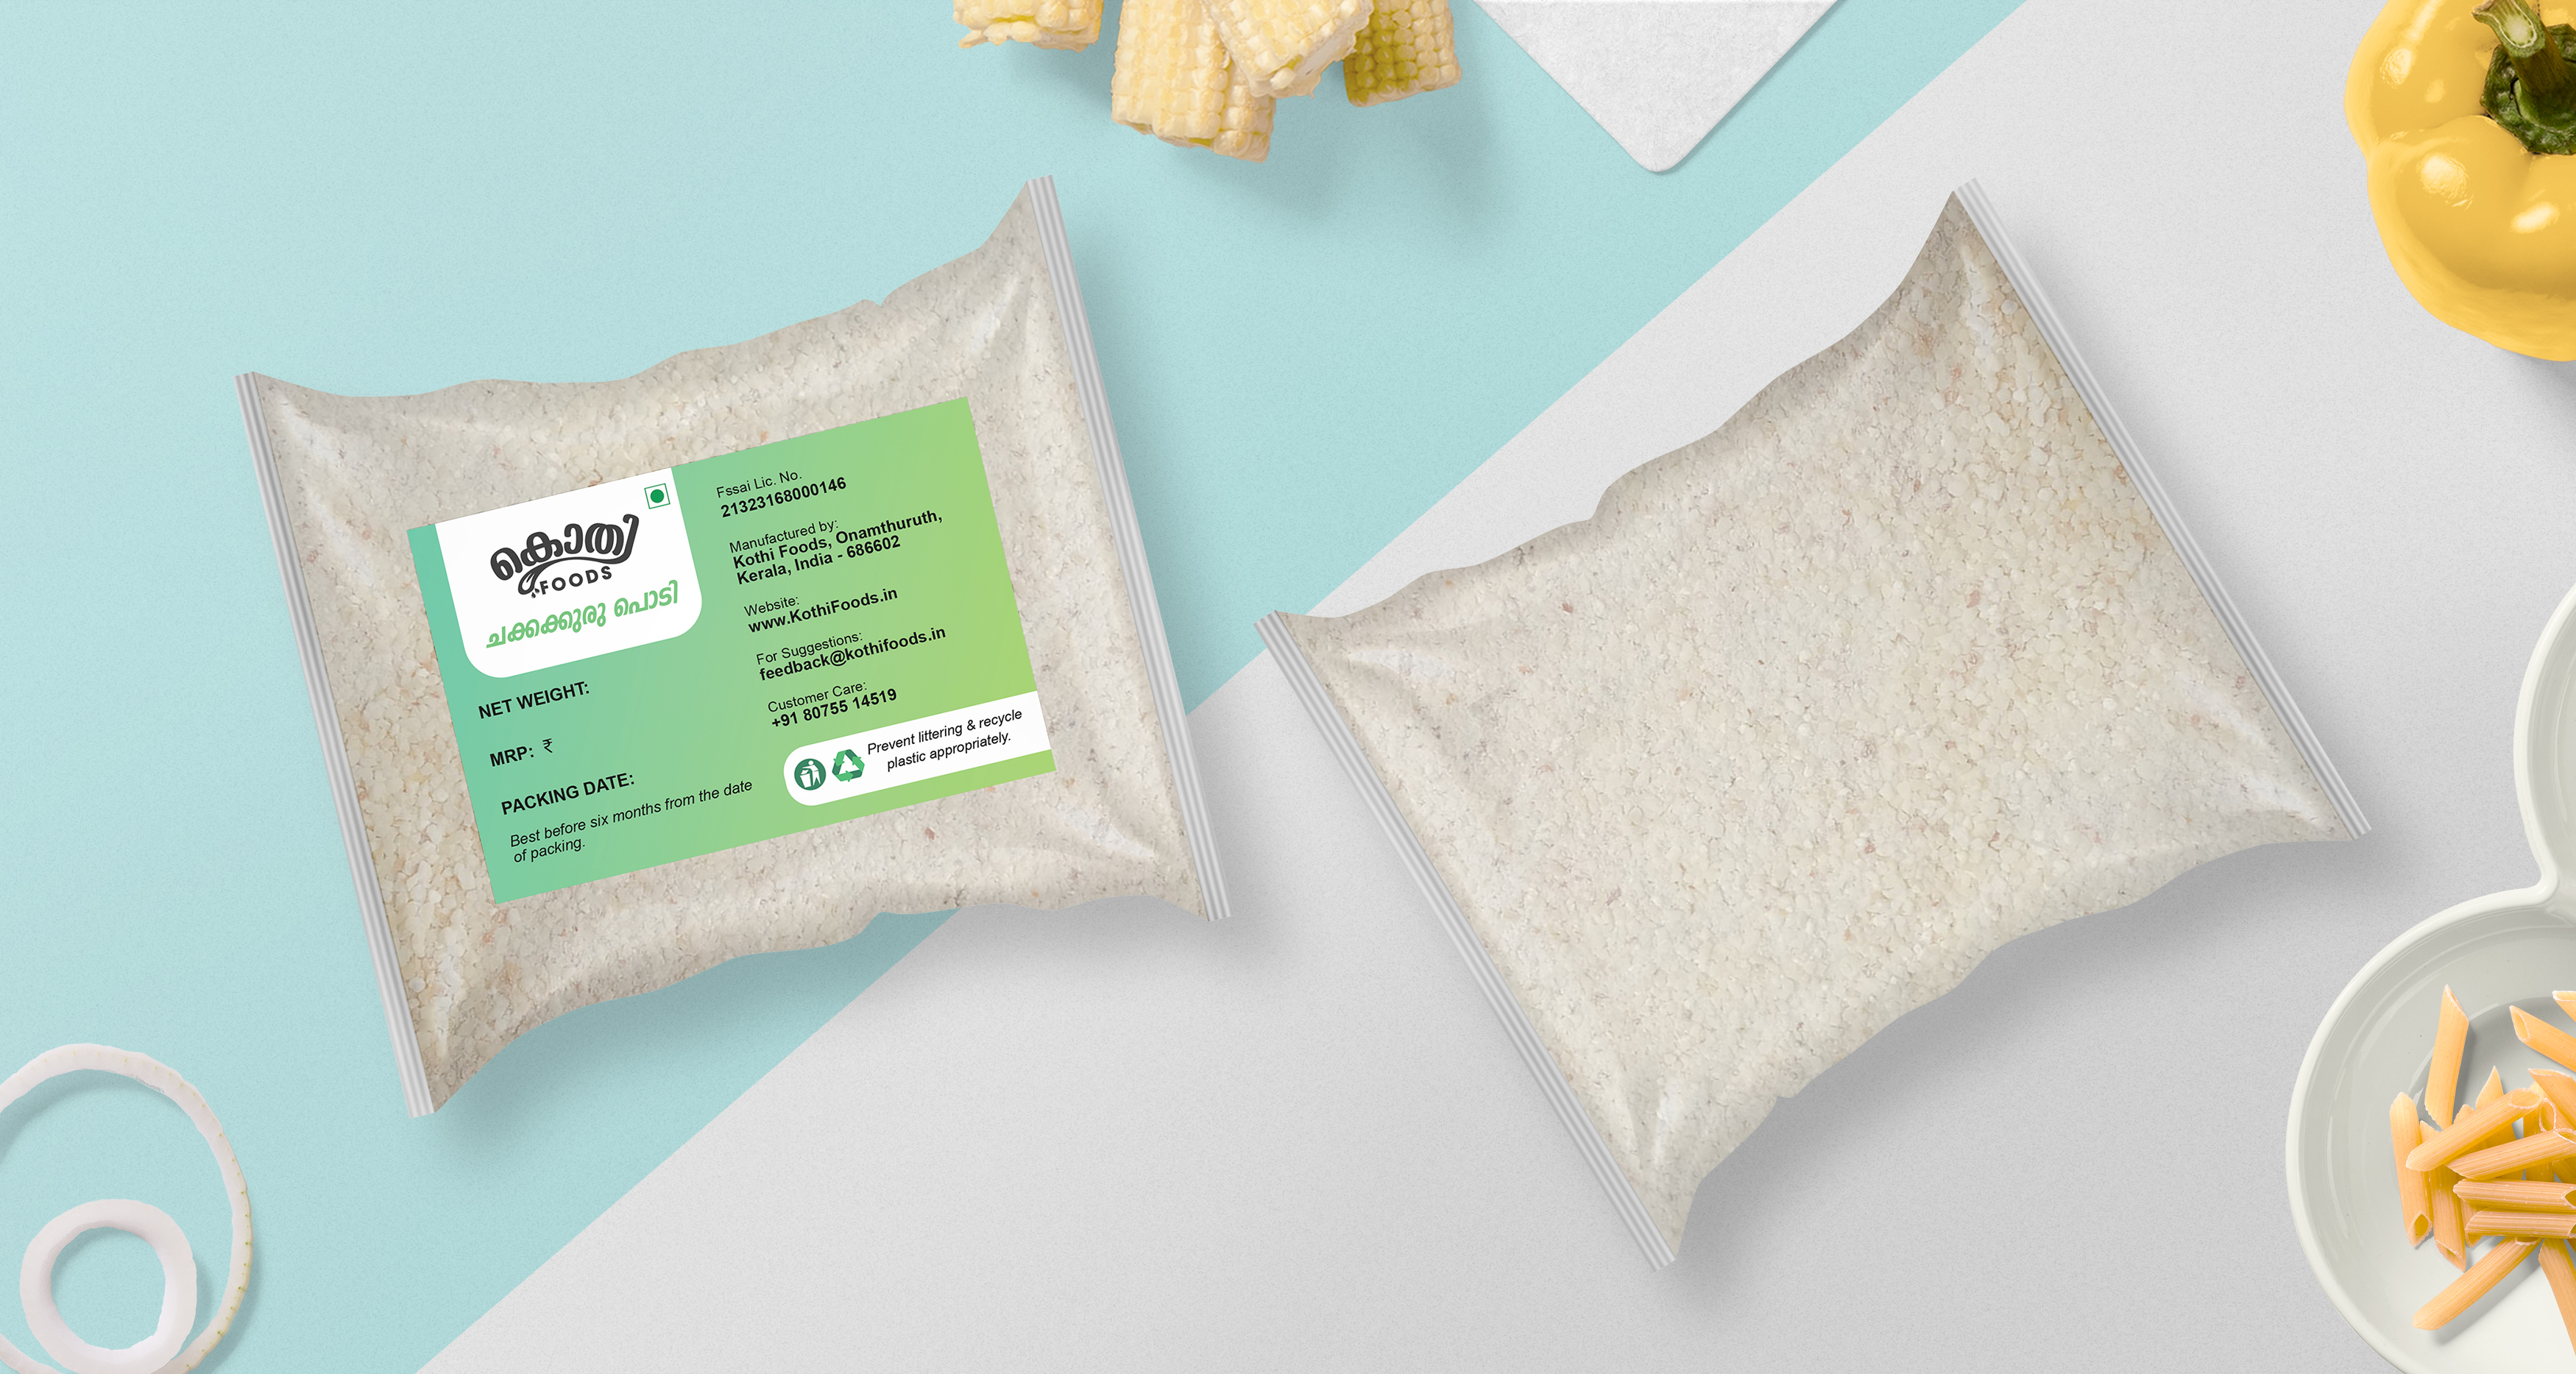 കൊതി
FOODS
ചക്കക്കുരു പൊടി
NET WEIGHT:
MRP: ₹
PACKING DATE:
Best before six months from the date
of packing.
Fssai Lic. No.
21323168000146
Manufactured by:
Kothi Foods, Onamthuruth,
Kerala, India - 686602
Website:
www.KothiFoods.in
For Suggestions:
feedback@kothifoods.in
Customer Care:
+91 80755 14519
Prevent littering & recycle
plastic appropriately.